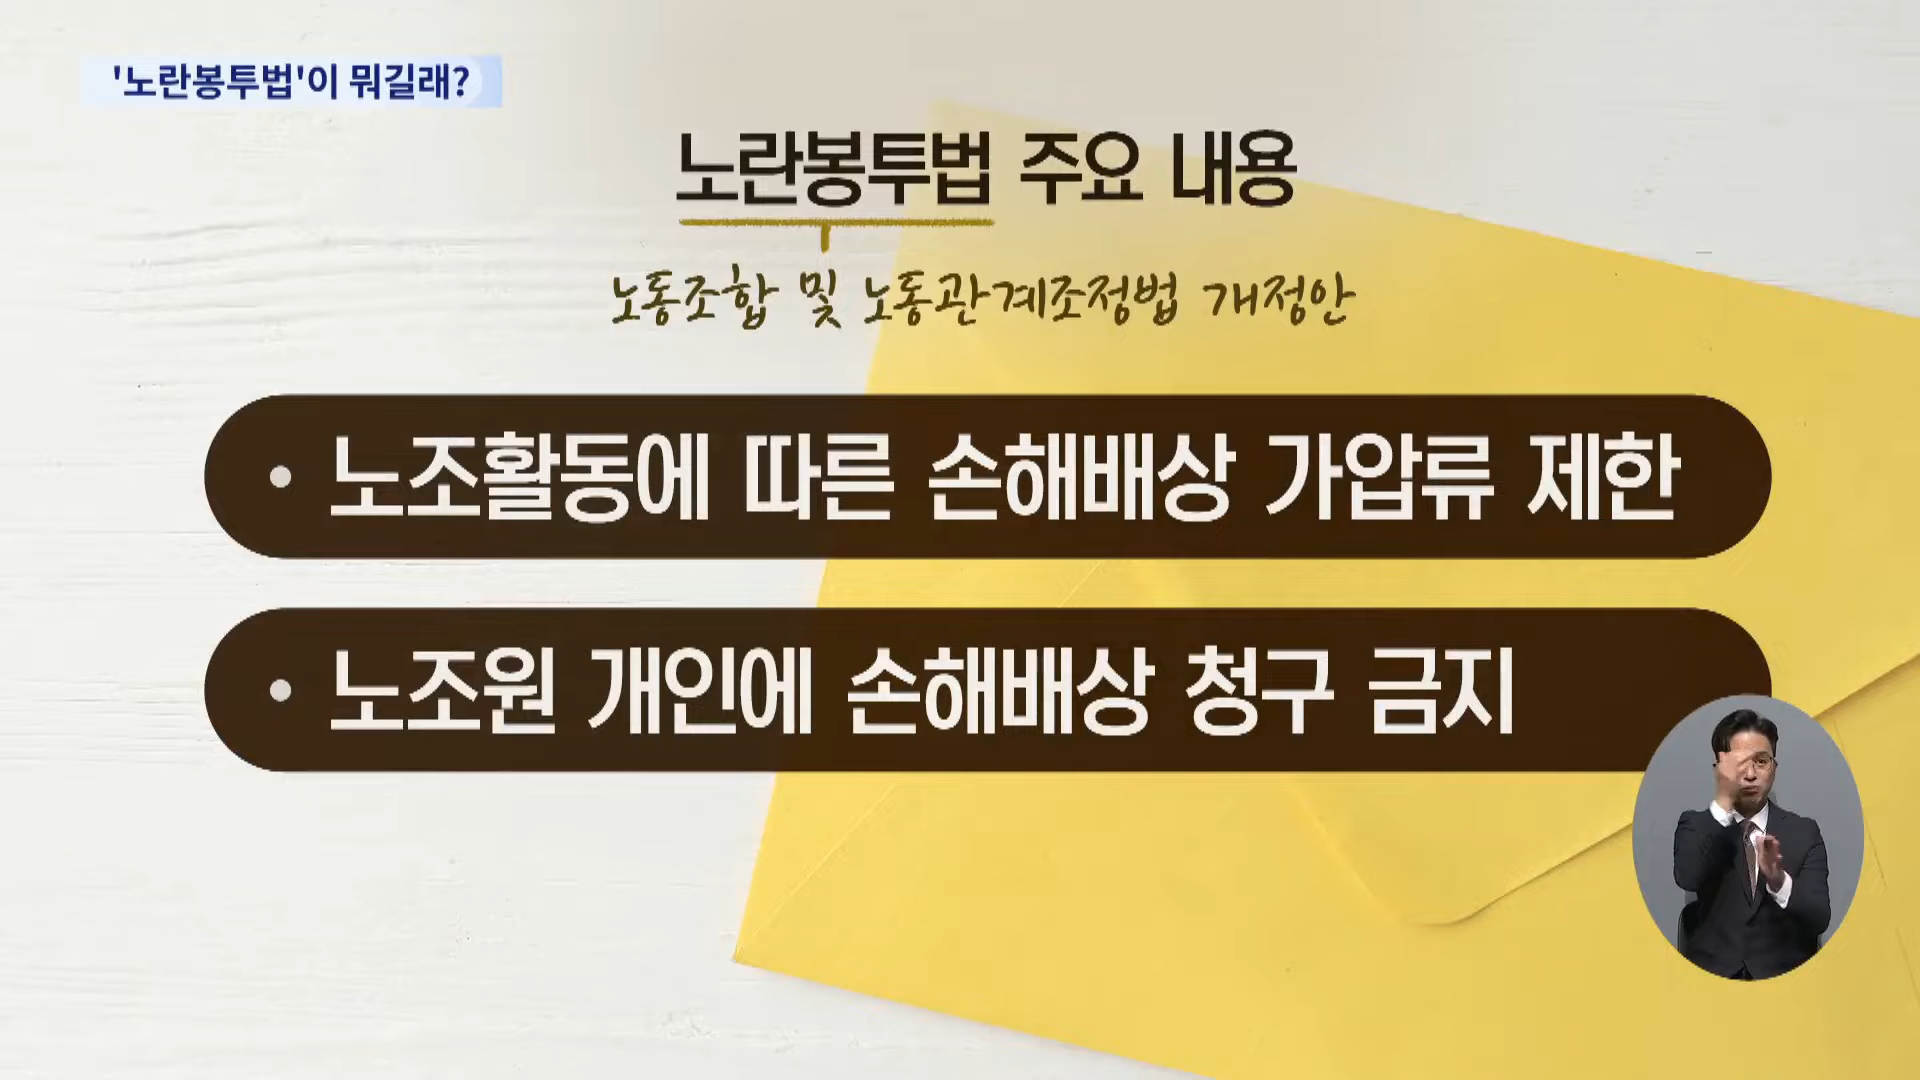 '노란봉투법'이 뭐길래?
노란봉투법 주요 내용
노동조합 및 노동관계조정법 개정안
• 노조활동에 따른 손해배상 가압류 제한
• 노조원 개인에 손해배상 청구 금지